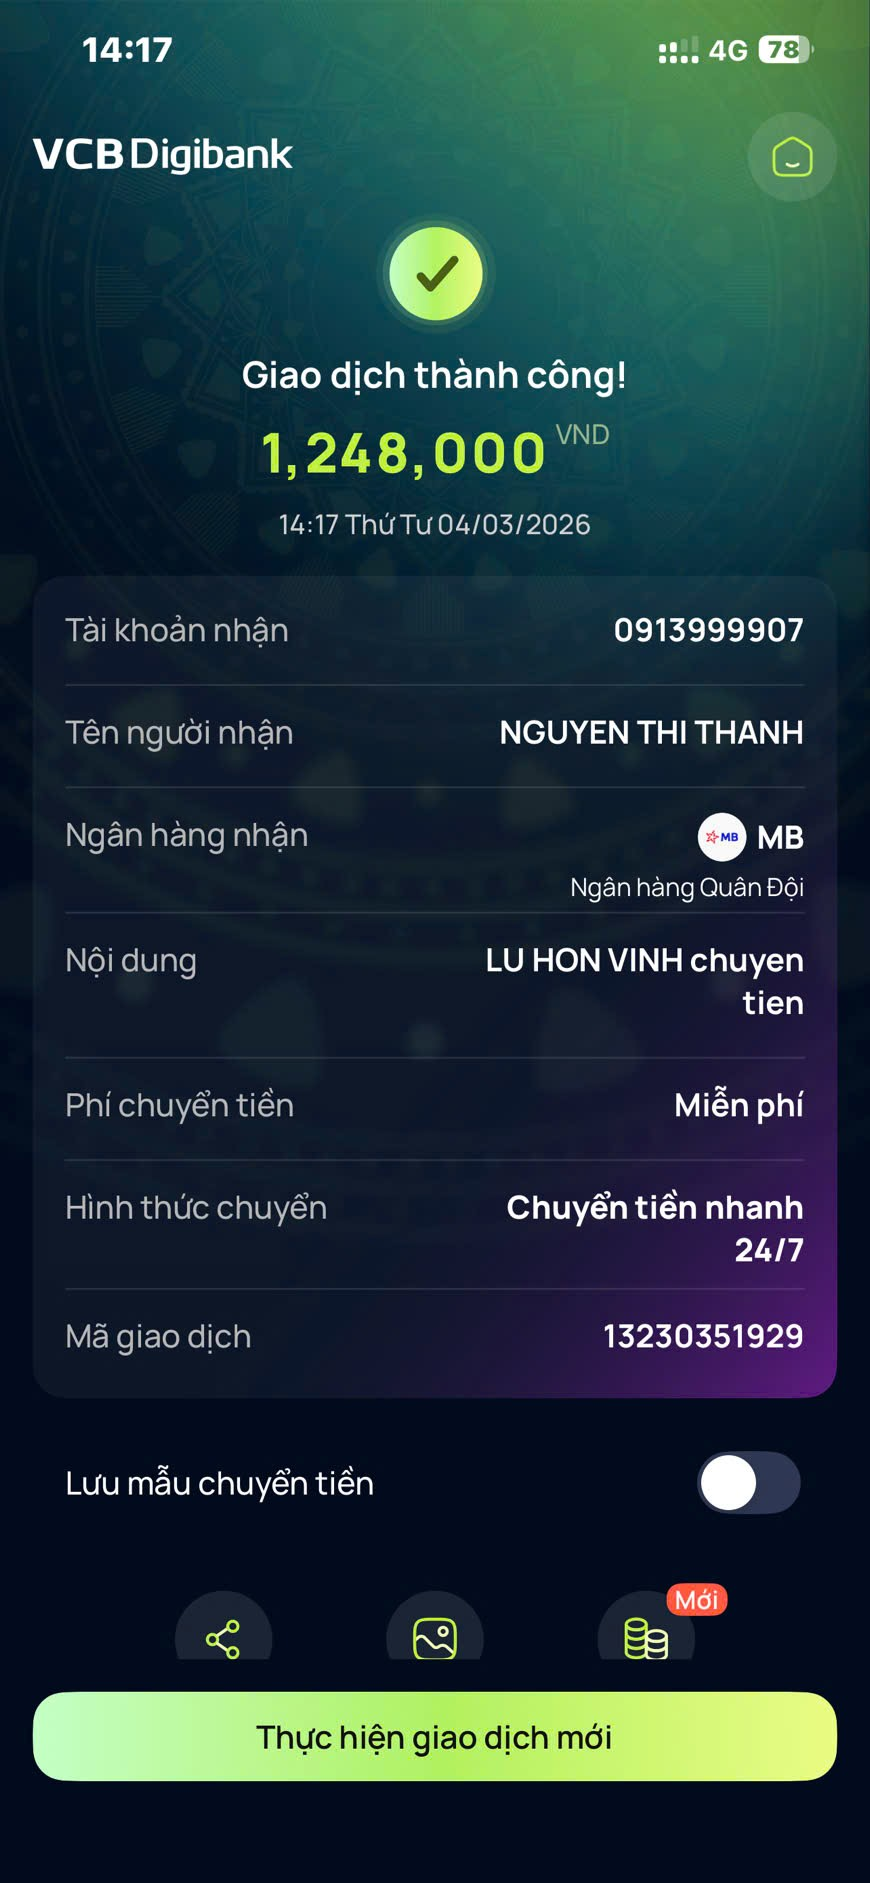 14:17 4G 78
VCB Digibank
Giao dịch thành công!
1,248,000 VND
14:17 Thứ Tư 04/03/2026
Tài khoản nhận 0913999907
Tên người nhận NGUYEN THI THANH
Ngân hàng nhận MB MB
Ngân hàng Quân Đội
Nội dung LU HON VINH chuyen
tien
Phí chuyển tiền Miễn phí
Hình thức chuyển Chuyển tiền nhanh
24/7
Mã giao dịch 13230351929
Lưu mẫu chuyển tiền
Mới
Thực hiện giao dịch mới